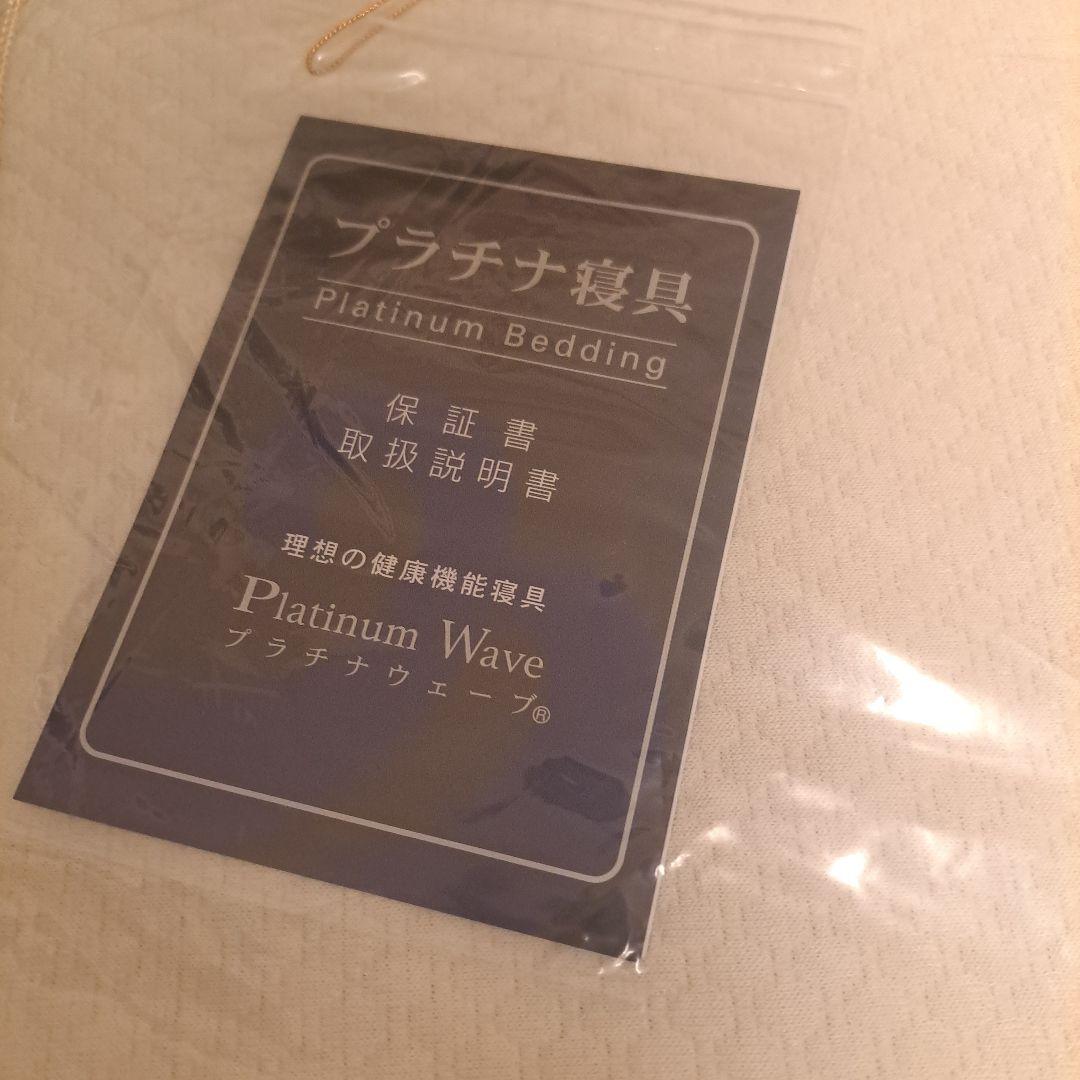 プラチナ寝具
Platinum Bedding
保証書
取扱説明書
理想の健康機能寝具
Platinum Wave
プラチナウェーブ®